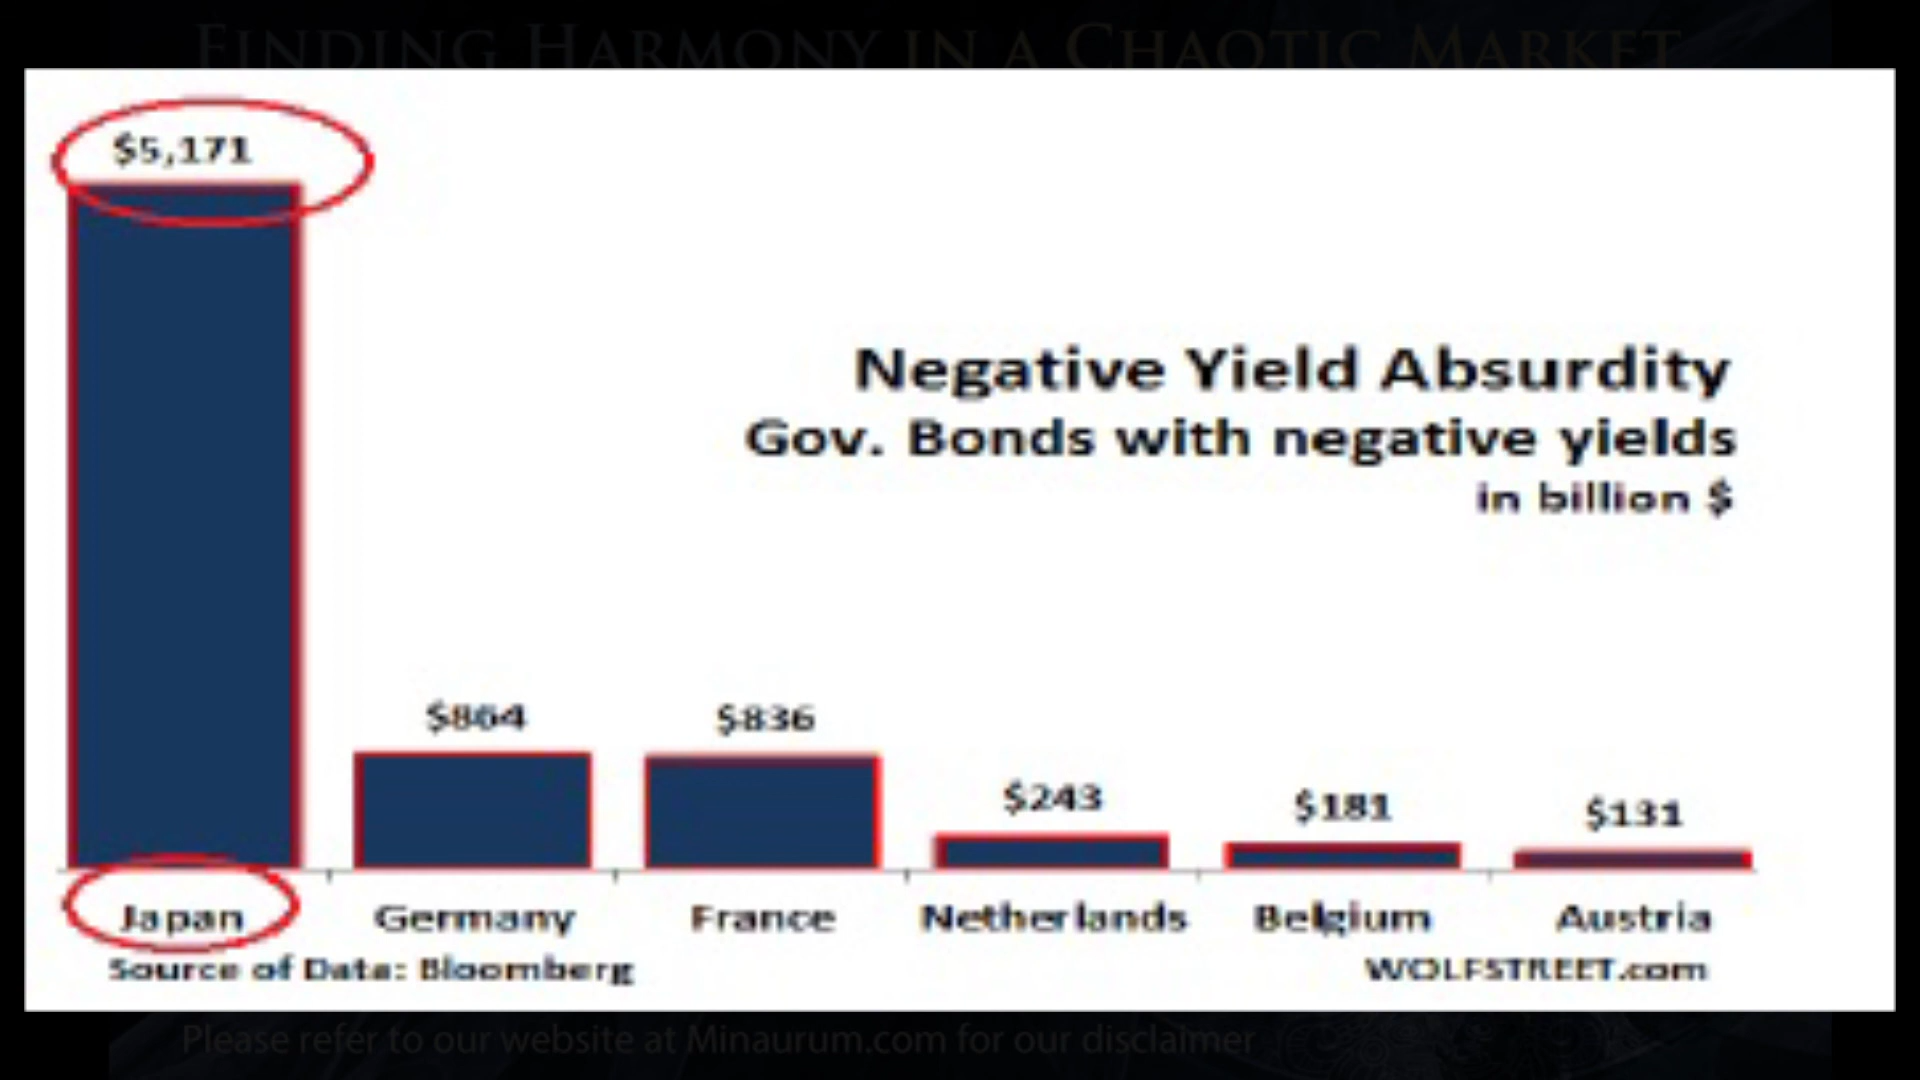 FINDING HARMONY IN A CHAOTIC MARKET
$5,171
Negative Yield Absurdity
Gov. Bonds with negative yields
in billion $
$864
$836
$243
$181
$131
Japan
Germany
France
Netherlands
Belgium
Austria
Source of Data: Bloomberg
WOLFSTREET.com
Please refer to our website at Minaurum.com for our disclaimer